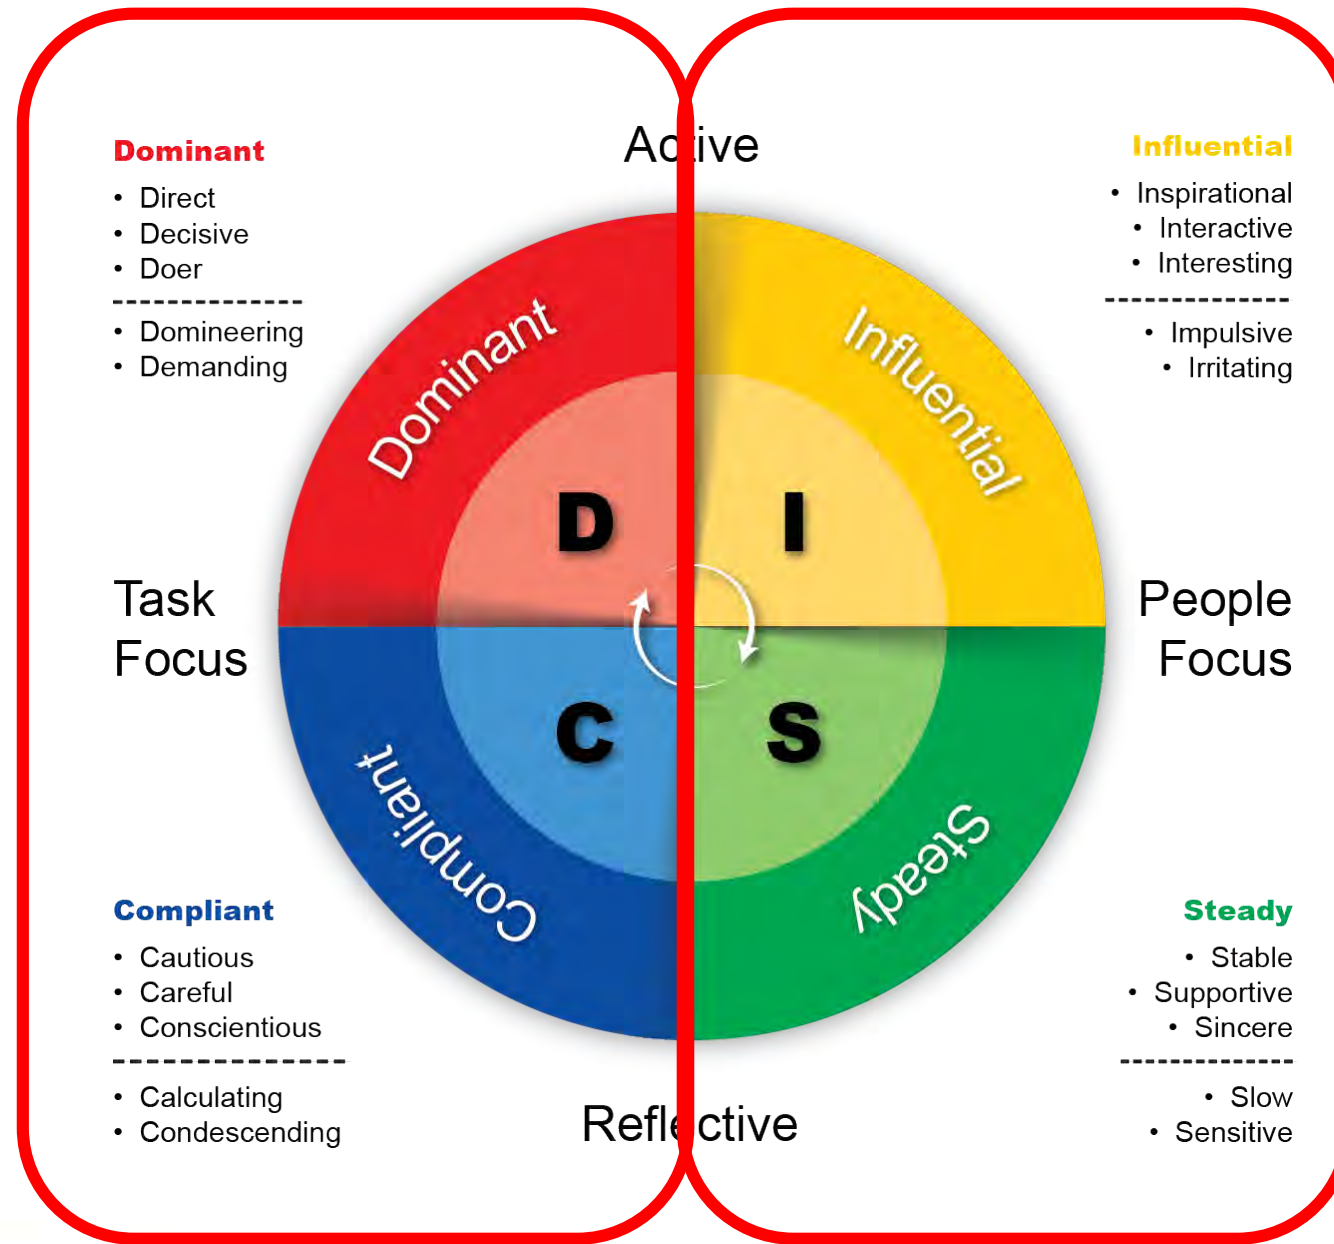 Active
Dominant
• Direct
• Decisive
• Doer
• Domineering
• Demanding
Influential
• Inspirational
• Interactive
• Interesting
• Impulsive
• Irritating
Dominant
Influential
D
I
Task
Focus
People
Focus
C
S
Compliant
Steady
Compliant
• Cautious
• Careful
• Conscientious
• Calculating
• Condescending
Steady
• Stable
• Supportive
• Sincere
• Slow
• Sensitive
Reflective